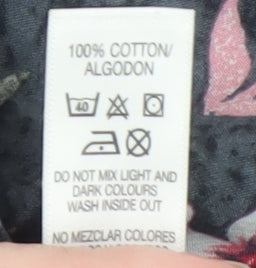 100% COTTON/
ALGODON
40
DO NOT MIX LIGHT AND
DARK COLOURS
WASH INSIDE OUT
NO MEZCLAR COLORES